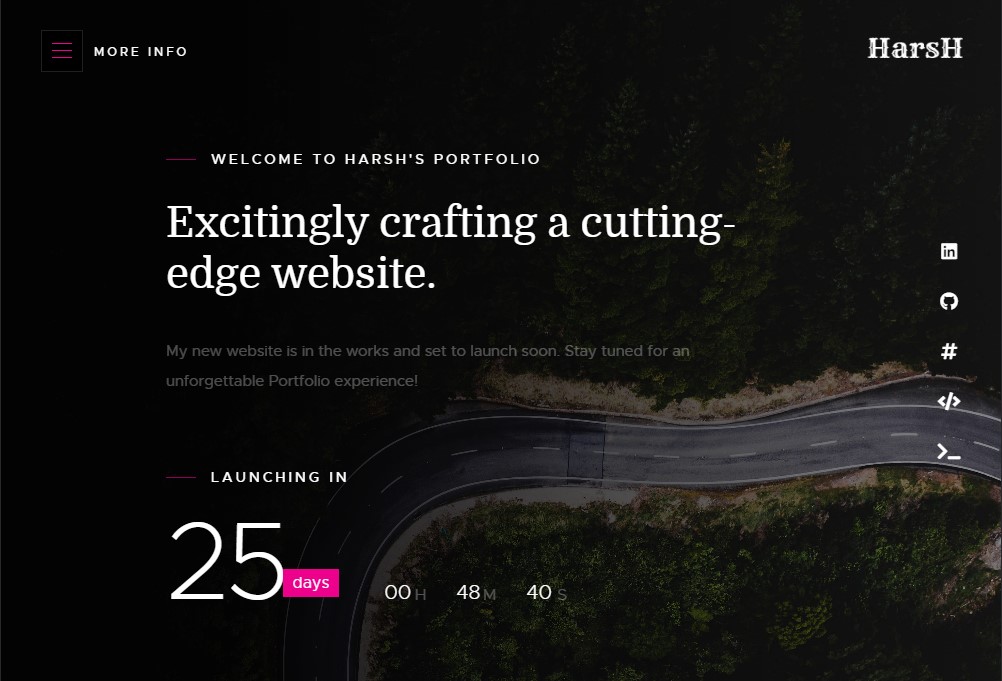 MORE INFO
HarsH
WELCOME TO HARSH'S PORTFOLIO
Excitingly crafting a cutting-
edge website.
My new website is in the works and set to launch soon. Stay tuned for an
unforgettable Portfolio experience!
LAUNCHING IN
25 days 00 H 48 M 40 S